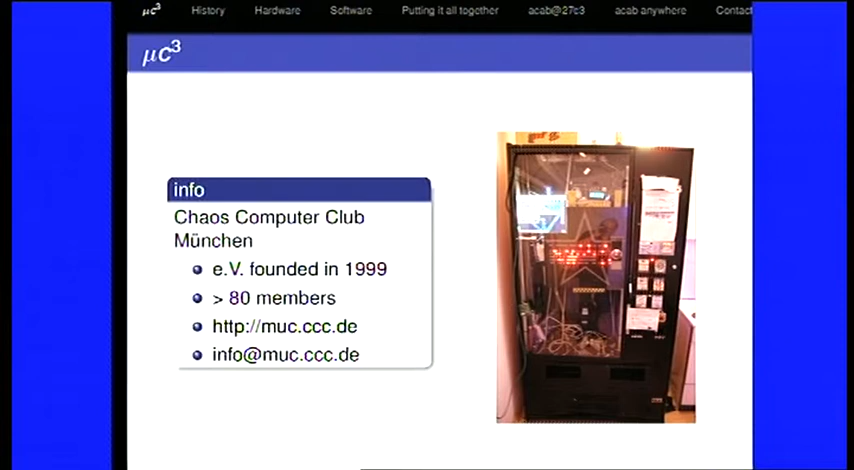 μc³ History Hardware Software Putting it all together acab@27c3 acab anywhere Contact
μc³
info
Chaos Computer Club
München
e.V. founded in 1999
> 80 members
http://muc.ccc.de
info@muc.ccc.de